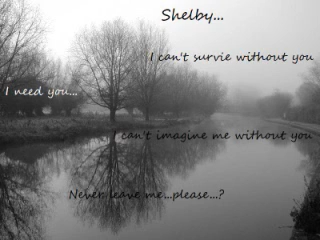 Shelby...
I can't survie without you
I need you...
I can't imagine me without you
Never leave me...please...?